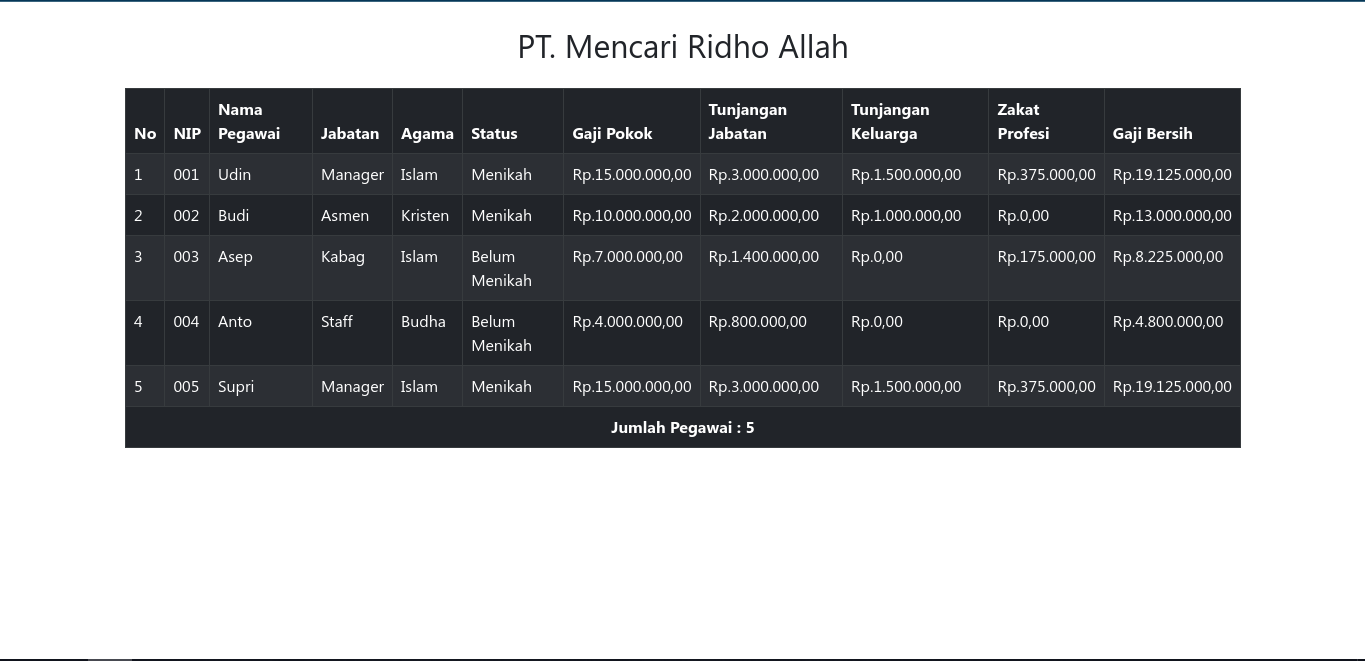 PT. Mencari Ridho Allah
No NIP Nama Pegawai Jabatan Agama Status Gaji Pokok Tunjangan Jabatan Tunjangan Keluarga Zakat Profesi Gaji Bersih
1 001 Udin Manager Islam Menikah Rp.15.000.000,00 Rp.3.000.000,00 Rp.1.500.000,00 Rp.375.000,00 Rp.19.125.000,00
2 002 Budi Asmen Kristen Menikah Rp.10.000.000,00 Rp.2.000.000,00 Rp.1.000.000,00 Rp.0,00 Rp.13.000.000,00
3 003 Asep Kabag Islam Belum Menikah Rp.7.000.000,00 Rp.1.400.000,00 Rp.0,00 Rp.175.000,00 Rp.8.225.000,00
4 004 Anto Staff Budha Belum Menikah Rp.4.000.000,00 Rp.800.000,00 Rp.0,00 Rp.0,00 Rp.4.800.000,00
5 005 Supri Manager Islam Menikah Rp.15.000.000,00 Rp.3.000.000,00 Rp.1.500.000,00 Rp.375.000,00 Rp.19.125.000,00
Jumlah Pegawai : 5